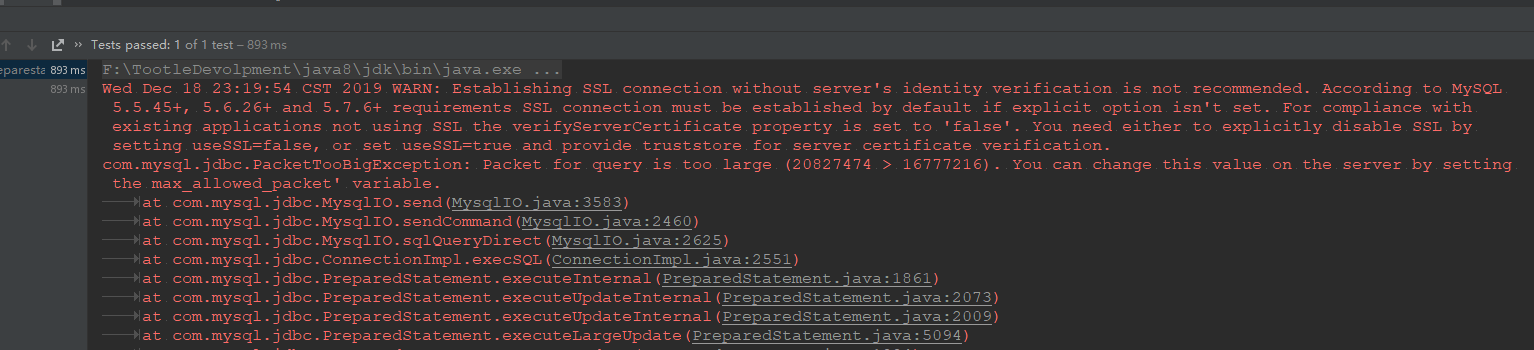 Tests passed: 1 of 1 test – 893 ms
eparesta 893 ms
893 ms
F:\TootleDevolpment\java8\jdk\bin\java.exe ...
Wed Dec 18 23:19:54 CST 2019 WARN: Establishing SSL connection without server's identity verification is not recommended. According to MySQL
5.5.45+, 5.6.26+ and 5.7.6+ requirements SSL connection must be established by default if explicit option isn't set. For compliance with
existing applications not using SSL the verifyServerCertificate property is set to 'false'. You need either to explicitly disable SSL by
setting useSSL=false, or set useSSL=true and provide truststore for server certificate verification.
com.mysql.jdbc.PacketTooBigException: Packet for query is too large (20827474 > 16777216). You can change this value on the server by setting
the max_allowed_packet' variable.
at com.mysql.jdbc.MysqlIO.send(MysqlIO.java:3583)
at com.mysql.jdbc.MysqlIO.sendCommand(MysqlIO.java:2460)
at com.mysql.jdbc.MysqlIO.sqlQueryDirect(MysqlIO.java:2625)
at com.mysql.jdbc.ConnectionImpl.execSQL(ConnectionImpl.java:2551)
at com.mysql.jdbc.PreparedStatement.executeInternal(PreparedStatement.java:1861)
at com.mysql.jdbc.PreparedStatement.executeUpdateInternal(PreparedStatement.java:2073)
at com.mysql.jdbc.PreparedStatement.executeUpdateInternal(PreparedStatement.java:2009)
at com.mysql.jdbc.PreparedStatement.executeLargeUpdate(PreparedStatement.java:5094)